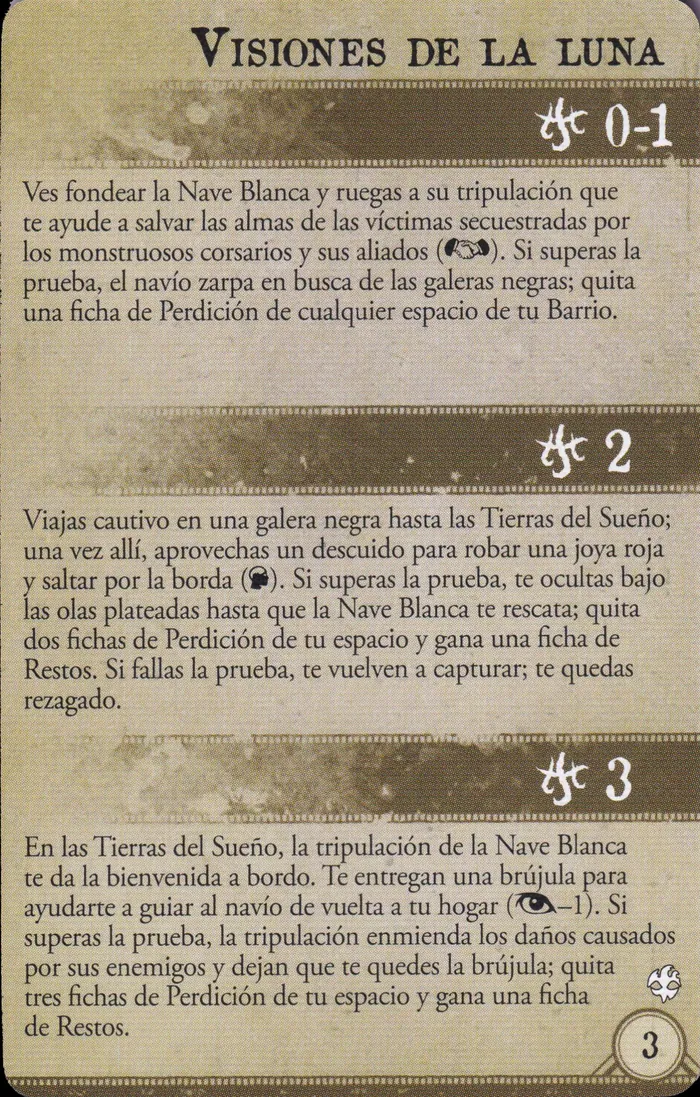 Visiones de la luna
0-1
Ves fondear la Nave Blanca y ruegas a su tripulación que
te ayude a salvar las almas de las víctimas secuestradas por
los monstruosos corsarios y sus aliados ( ). Si superas la
prueba, el navío zarpa en busca de las galeras negras; quita
una ficha de Perdición de cualquier espacio de tu Barrio.
2
Viajas cautivo en una galera negra hasta las Tierras del Sueño;
una vez allí, aprovechas un descuido para robar una joya roja
y saltar por la borda ( ). Si superas la prueba, te ocultas bajo
las olas plateadas hasta que la Nave Blanca te rescata; quita
dos fichas de Perdición de tu espacio y gana una ficha de
Restos. Si fallas la prueba, te vuelven a capturar; te quedas
rezagado.
3
En las Tierras del Sueño, la tripulación de la Nave Blanca
te da la bienvenida a bordo. Te entregan una brújula para
ayudarte a guiar al navío de vuelta a tu hogar ( –1). Si
superas la prueba, la tripulación enmienda los daños causados
por sus enemigos y dejan que te quedes la brújula; quita
tres fichas de Perdición de tu espacio y gana una ficha
de Restos.
3